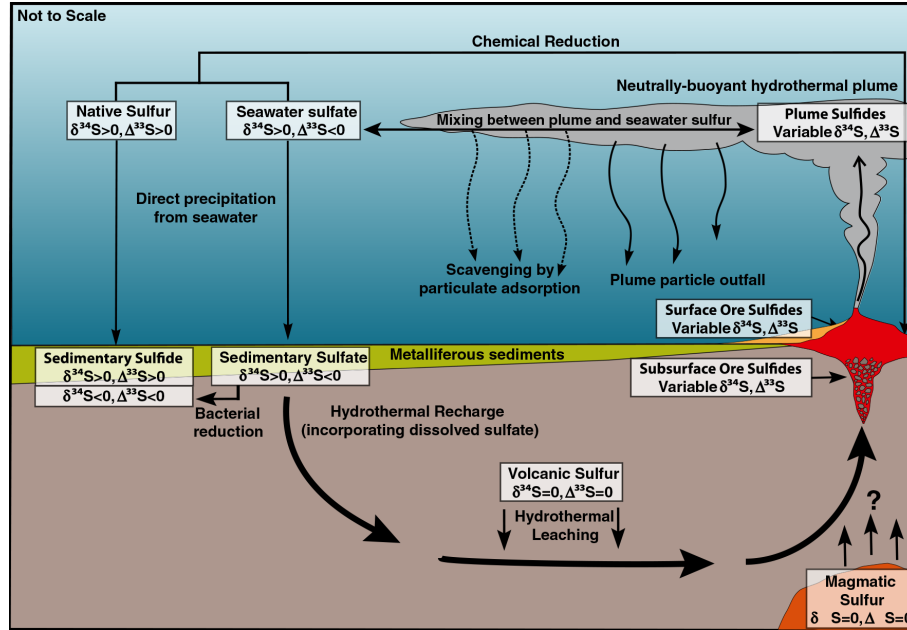 Not to Scale
Chemical Reduction
Neutrally-buoyant hydrothermal plume
Native Sulfur
δ³⁴S>0, Δ³³S>0
Seawater sulfate
δ³⁴S>0, Δ³³S<0
Mixing between plume and seawater sulfur
Plume Sulfides
Variable δ³⁴S, Δ³³S
Direct precipitation
from seawater
Scavenging by
particulate adsorption
Plume particle outfall
Surface Ore Sulfides
Variable δ³⁴S, Δ³³S
Sedimentary Sulfide
δ³⁴S>0, Δ³³S>0
δ³⁴S<0, Δ³³S<0
Sedimentary Sulfate
δ³⁴S>0, Δ³³S<0
Metalliferous sediments
Subsurface Ore Sulfides
Variable δ³⁴S, Δ³³S
Bacterial
reduction
Hydrothermal Recharge
(incorporating dissolved sulfate)
Volcanic Sulfur
δ³⁴S=0, Δ³³S=0
Hydrothermal
Leaching
?
Magmatic
Sulfur
δ S=0, Δ S=0